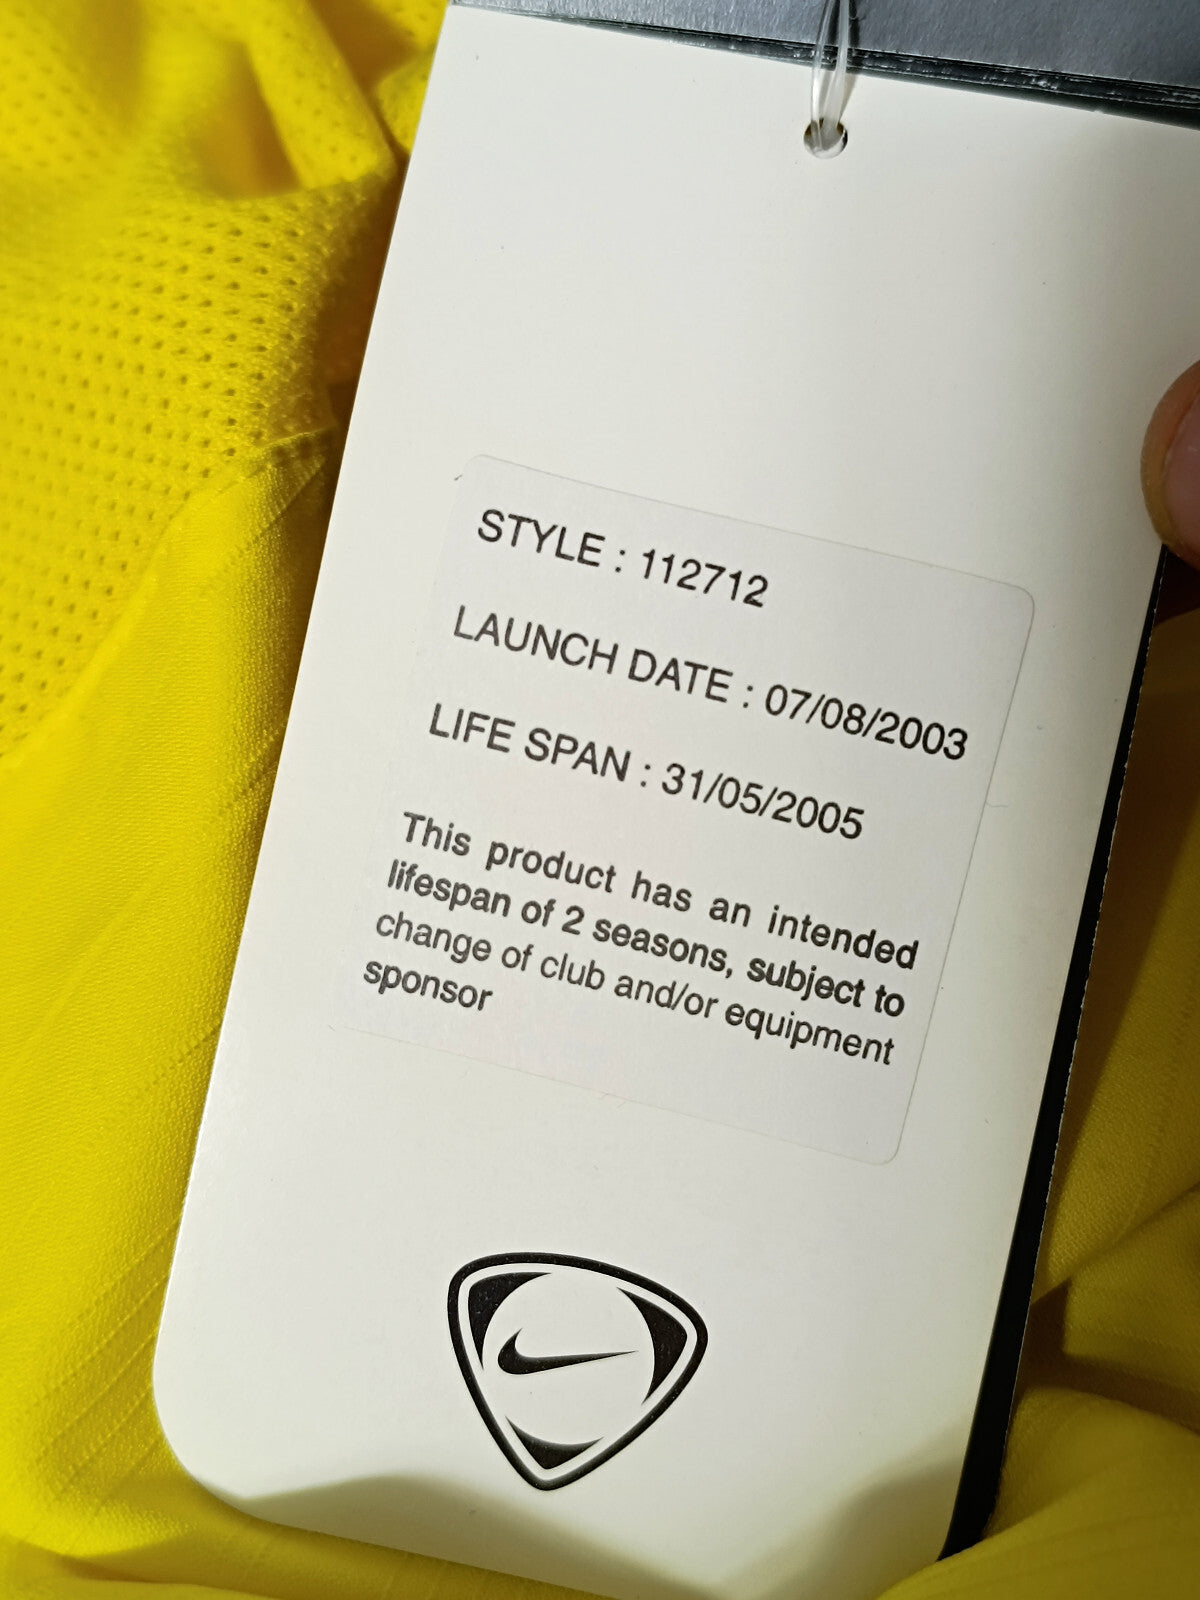 STYLE : 112712
LAUNCH DATE : 07/08/2003
LIFE SPAN : 31/05/2005
This product has an intended
lifespan of 2 seasons, subject to
change of club and/or equipment
sponsor